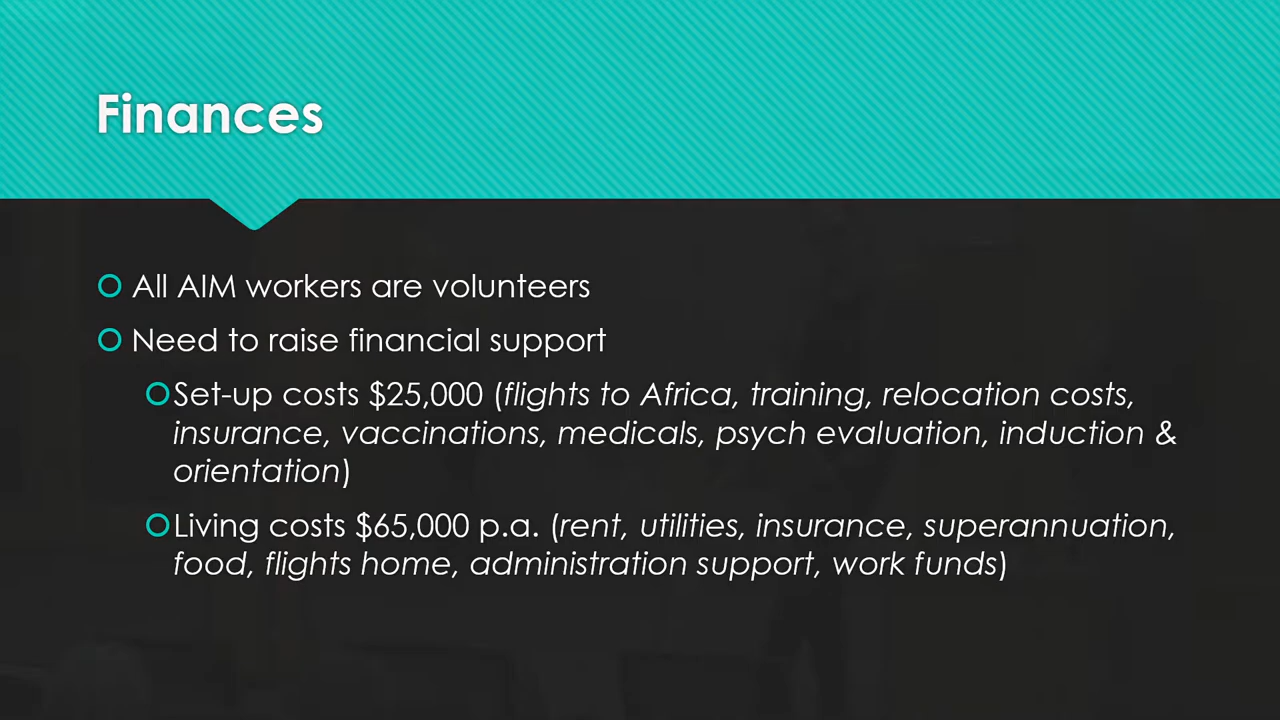 Finances
All AIM workers are volunteers
Need to raise financial support
Set-up costs $25,000 (flights to Africa, training, relocation costs,
insurance, vaccinations, medicals, psych evaluation, induction &
orientation)
Living costs $65,000 p.a. (rent, utilities, insurance, superannuation,
food, flights home, administration support, work funds)